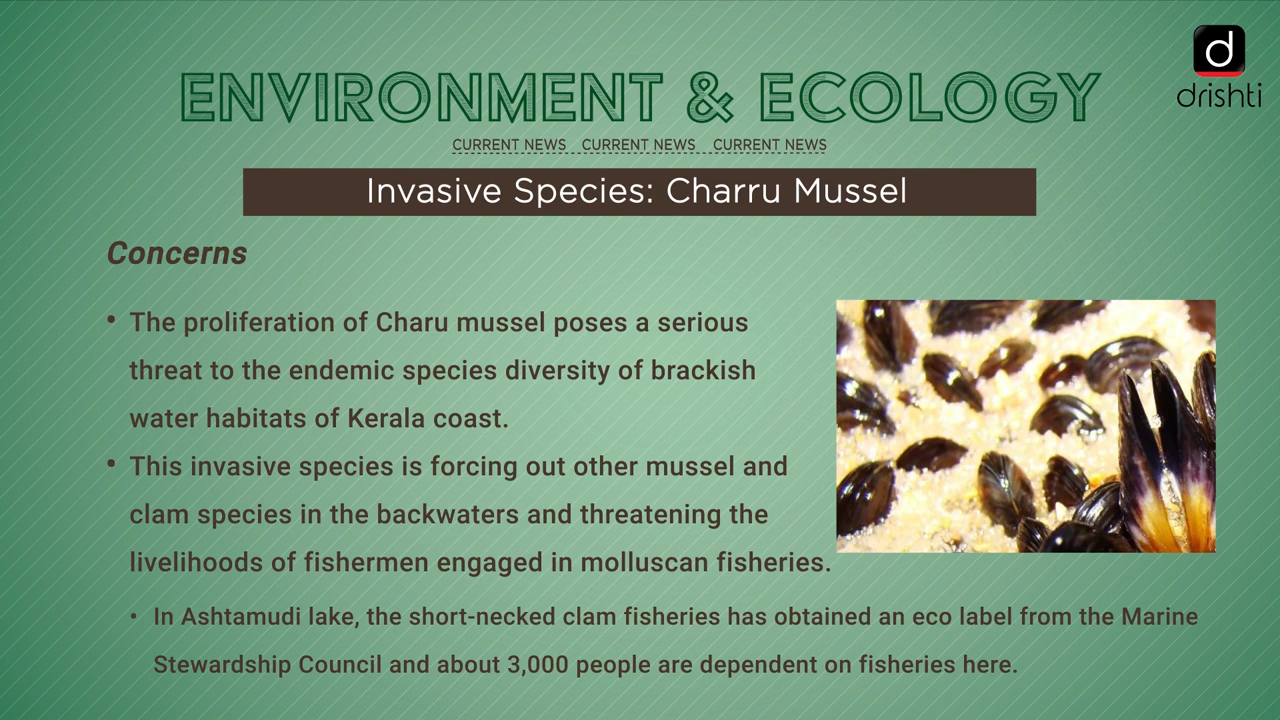 d
drishti
ENVIRONMENT & ECOLOGY
CURRENT NEWS CURRENT NEWS CURRENT NEWS
Invasive Species: Charru Mussel
Concerns
• The proliferation of Charu mussel poses a serious
threat to the endemic species diversity of brackish
water habitats of Kerala coast.
• This invasive species is forcing out other mussel and
clam species in the backwaters and threatening the
livelihoods of fishermen engaged in molluscan fisheries.
• In Ashtamudi lake, the short-necked clam fisheries has obtained an eco label from the Marine
Stewardship Council and about 3,000 people are dependent on fisheries here.